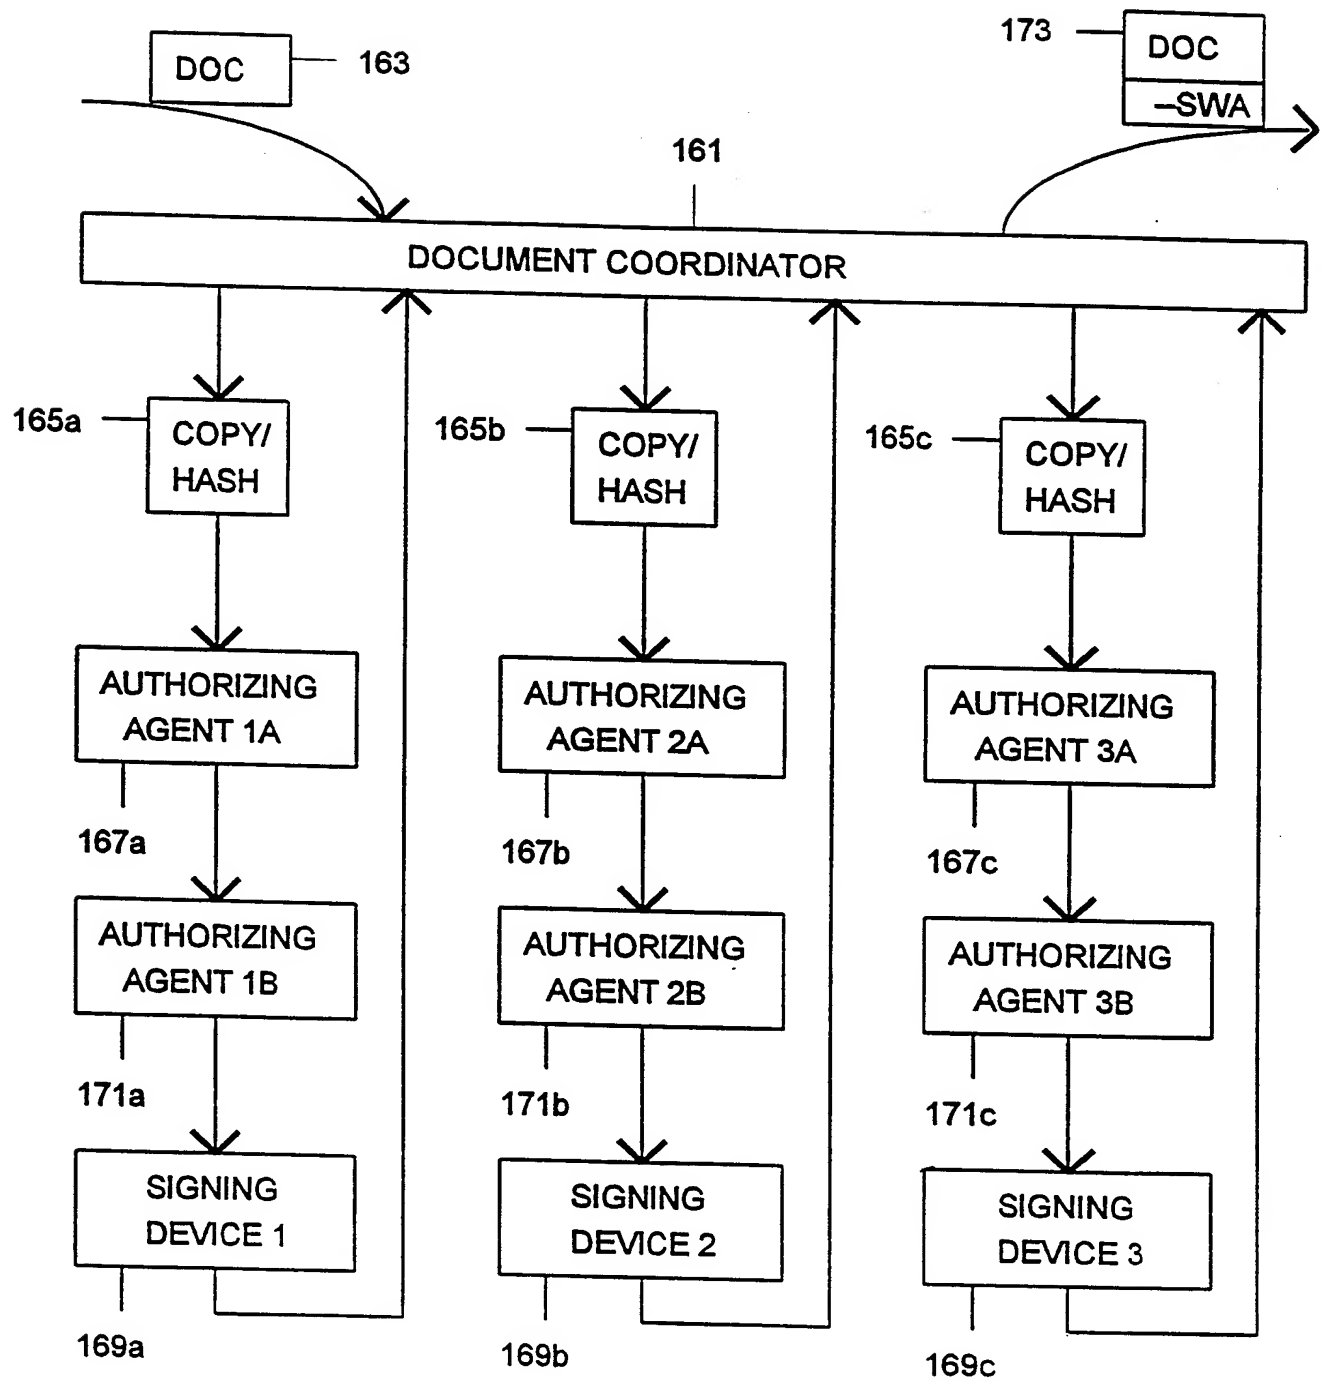 DOC
163
173
DOC
–SWA
161
DOCUMENT COORDINATOR
165a
COPY/
HASH
165b
COPY/
HASH
165c
COPY/
HASH
AUTHORIZING
AGENT 1A
167a
AUTHORIZING
AGENT 2A
167b
AUTHORIZING
AGENT 3A
167c
AUTHORIZING
AGENT 1B
171a
AUTHORIZING
AGENT 2B
171b
AUTHORIZING
AGENT 3B
171c
SIGNING
DEVICE 1
169a
SIGNING
DEVICE 2
169b
SIGNING
DEVICE 3
169c